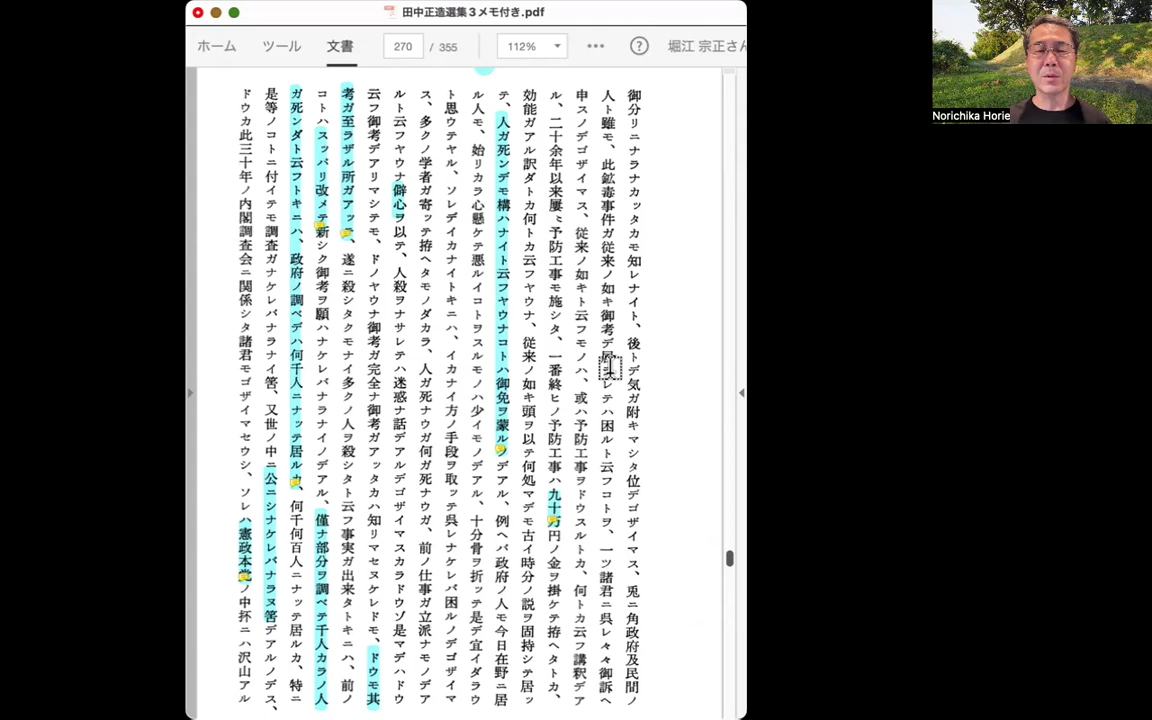 田中正造選集３メモ付き.pdf
ホーム ツール 文書 270 / 355 112% 堀江 宗正さん
Norichika Horie
御分リニナラナカッタカモ知レナイト、後トデ気ガ附キマシタ位デゴザイマス、兎ニ角政府及民間ノ
人ト雖モ、此鉱毒事件ガ従来ノ如キ御考デ居ラレテハ困ルト云フコトヲ、一ツ諸君ニ呉レ々々御訴ヘ
申スノデゴザイマス、従来ノ如キト云フモノハ、或ハ予防工事ヲドウスルトカ、何トカ云フ講釈デア
ル、二十余年以来屢〻予防工事モ施シタ、一番終ヒノ予防工事ハ九十万円ノ金ヲ掛ケテ拵ヘタトカ、
効能ガアル訳ダトカ何トカ云フヤウナ、従来ノ如キ頭ヲ以テ何処マデモ古イ時分ノ説ヲ固持シテ居ッ
テ、人ガ死ンデモ構ハナイト云フヤウナコトハ御免ヲ蒙ルノデアル、例ヘバ政府ノ人モ今日在野ニ居
ル人モ、始リカラ心懸ケテ悪ルイコトヲスルモノハ少イモノデアル、十分骨ヲ折ッテ是デ宜イダラウ
ト思ウテヤル、ソレデイカナイトキニハ、イカナイ方ノ手段ヲ取ッテ呉レナケレバ困ルノデゴザイマ
ス、多クノ学者ガ寄ッテ拵ヘタモノダカラ、人ガ死ナウガ何ガ死ナウガ、前ノ仕事ガ立派ナモノデア
ルト云フヤウナ僻心ヲ以テ、人殺ヲナサレテハ迷惑ナ話デアルデゴザイマスカラドウゾ是マデハドウ
云フ御考デアリマシテモ、ドノヤウナ御考ガ完全ナ御考ガアッタカハ知リマセヌケレドモ、ドウモ其
考ガ至ラザル所ガアッテ、遂ニ殺シタクモナイ多クノ人ヲ殺シタト云フ事実ガ出来タトキニハ、前ノ
コトハスッパリ改メテ新シク御考ヲ願ハナケレバナラナイノデアル、僅ナ部分ヲ調ベテ千人カラノ人
ガ死ンダト云フトキニハ、政府ノ調ベデハ何千人ニナッテ居ルカ、何千何百人ニナッテ居ルカ、特ニ
是等ノコトニ付イテモ調査ガナケレバナラナイ筈、又世ノ中ニ公ニシナケレバナラヌ筈デアルノデス、
ドウカ此三十年ノ内閣調査会ニ関係シタ諸君モゴザイマセウシ、ソレハ憲政本党ノ中抔ニハ沢山アル